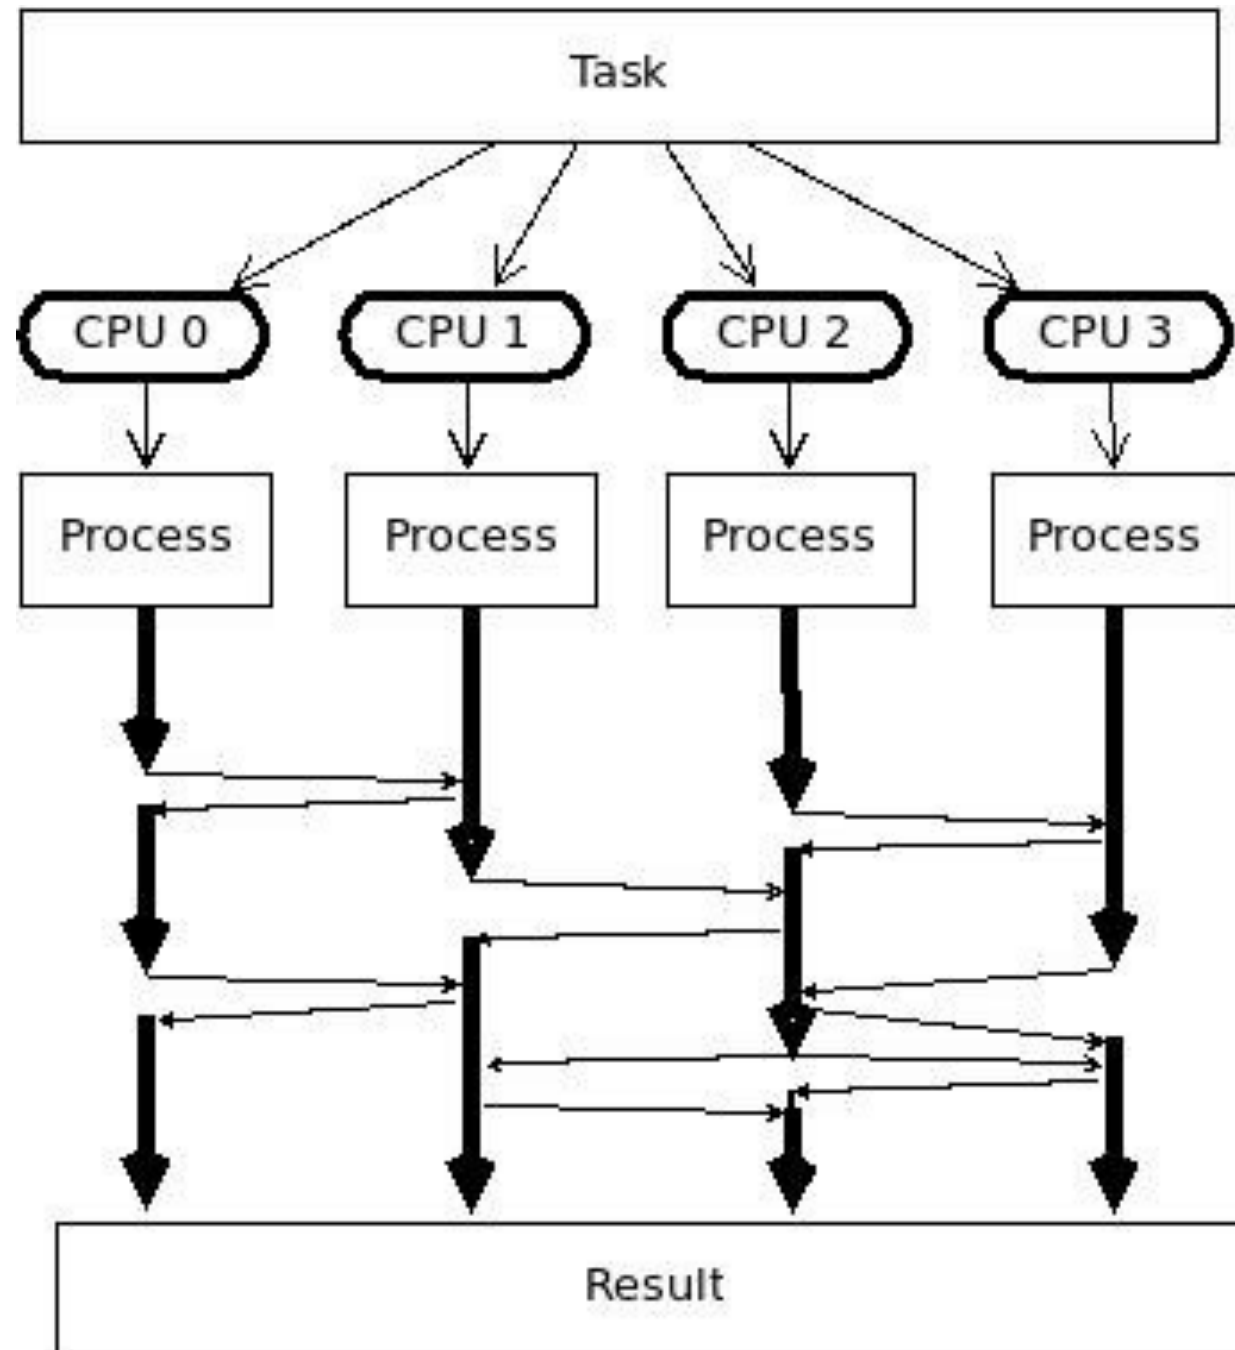 Task
CPU 0
CPU 1
CPU 2
CPU 3
Process
Process
Process
Process
Result